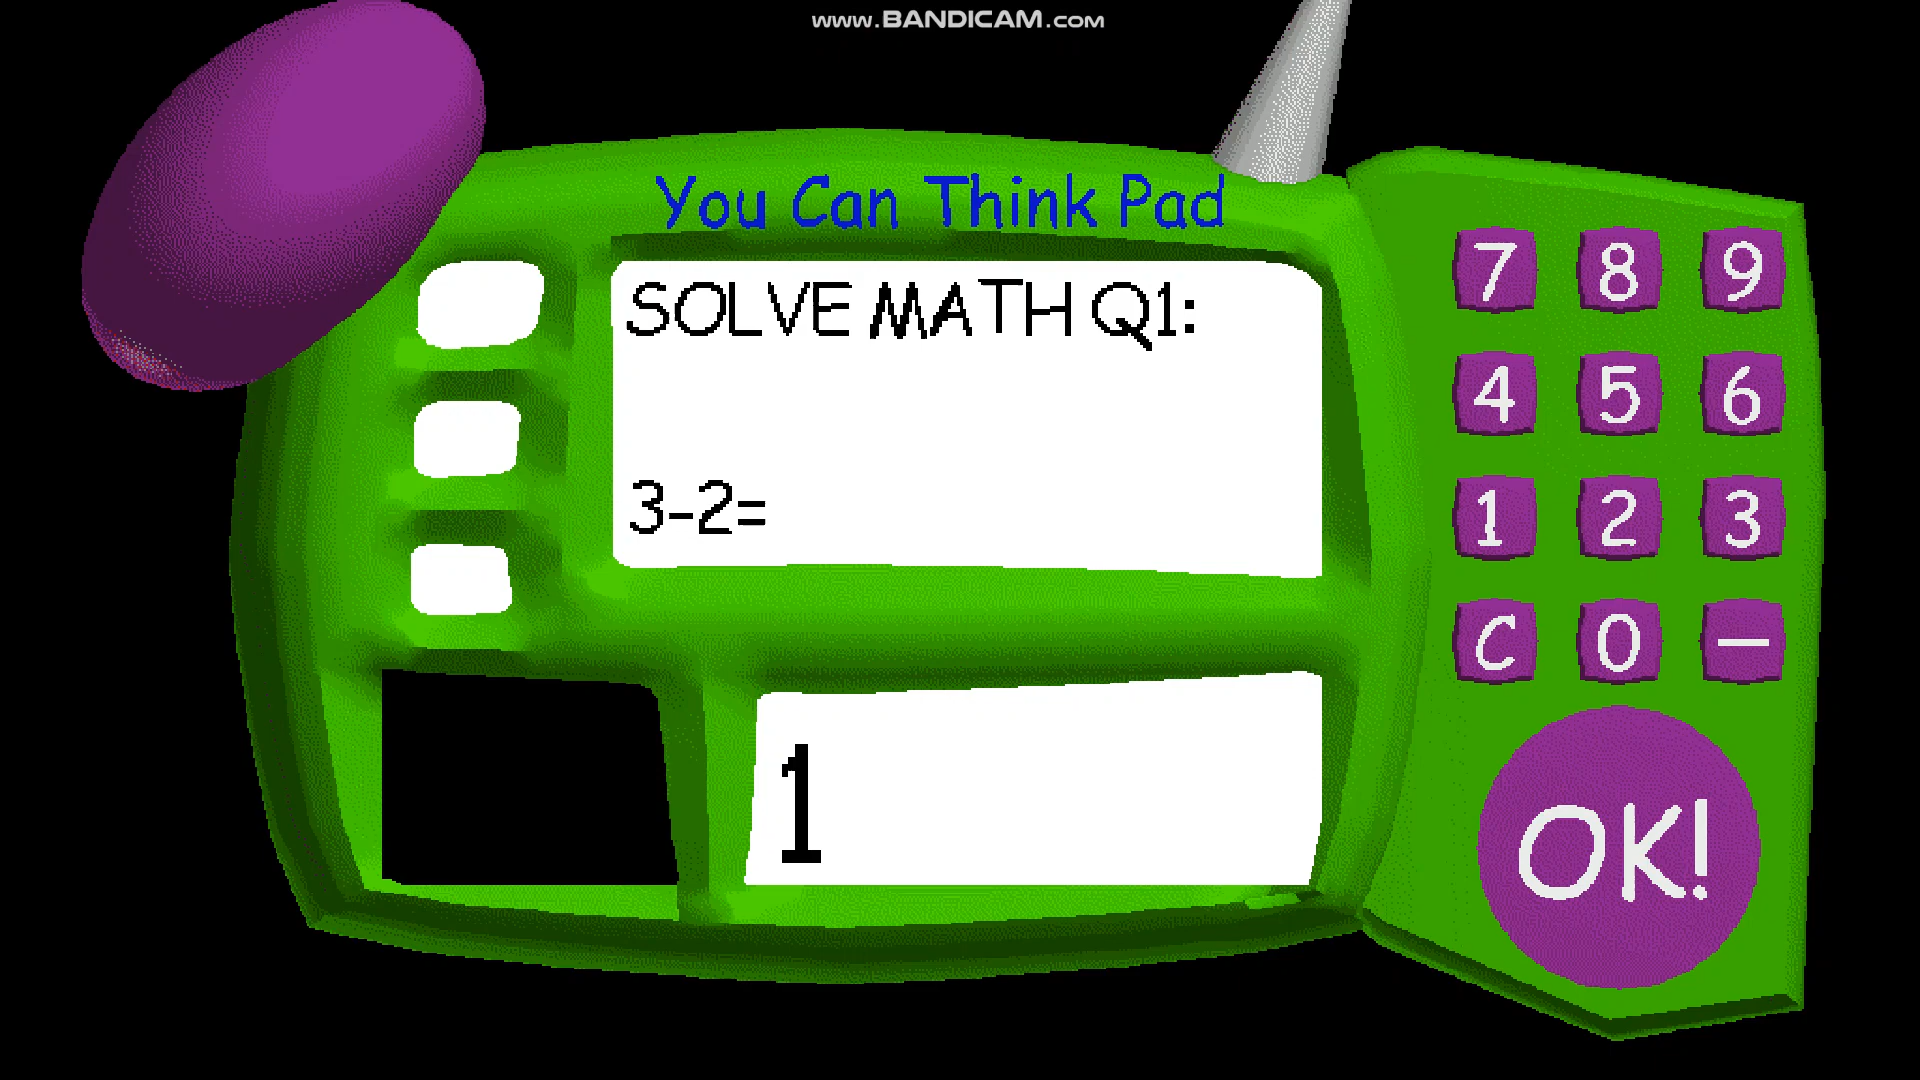 www.BANDICAM.com
You Can Think Pad
SOLVE MATH Q1:
3-2=
1
7 8 9
4 5 6
1 2 3
C 0 —
OK!